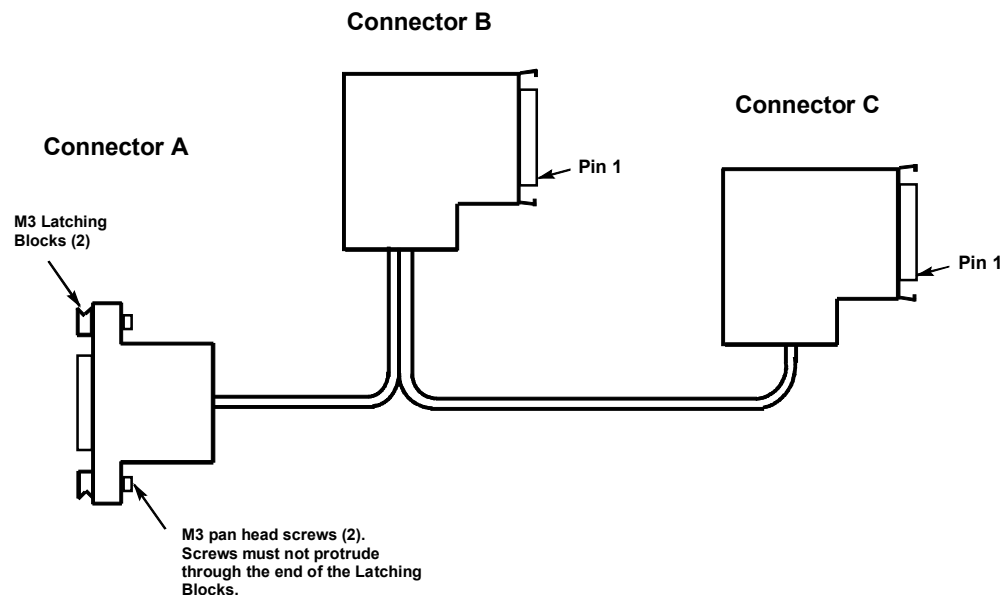 Connector B
Connector C
Connector A
Pin 1
M3 Latching
Blocks (2)
Pin 1
M3 pan head screws (2).
Screws must not protrude
through the end of the Latching
Blocks.